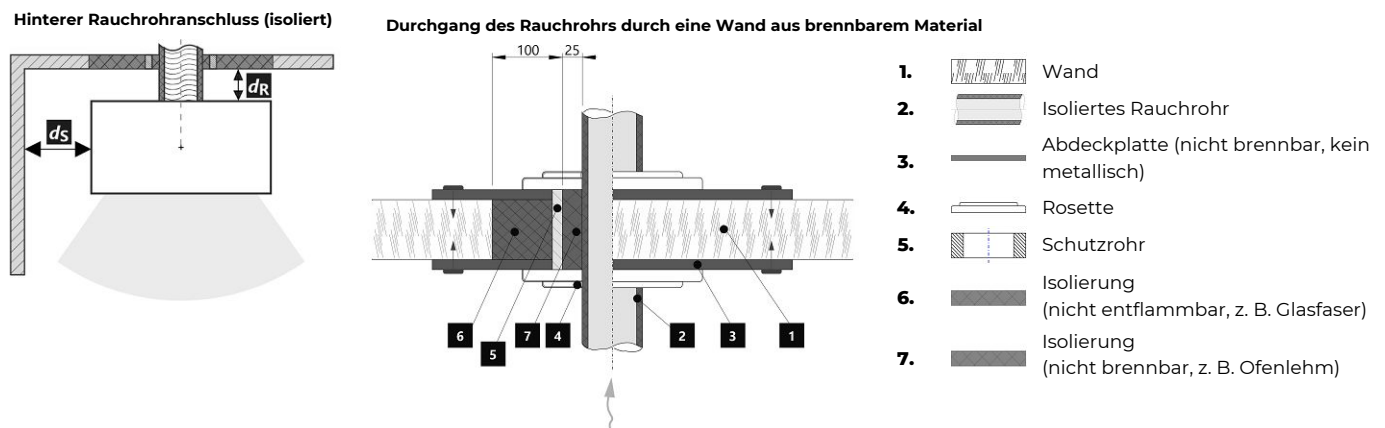 Hinterer Rauchrohranschluss (isoliert)
dR
dS
Durchgang des Rauchrohrs durch eine Wand aus brennbarem Material
100
25
6
5
7
4
2
3
1
1. Wand
2. Isoliertes Rauchrohr
3. Abdeckplatte (nicht brennbar, kein
metallisch)
4. Rosette
5. Schutzrohr
6. Isolierung
(nicht entflammbar, z. B. Glasfaser)
7. Isolierung
(nicht brennbar, z. B. Ofenlehm)